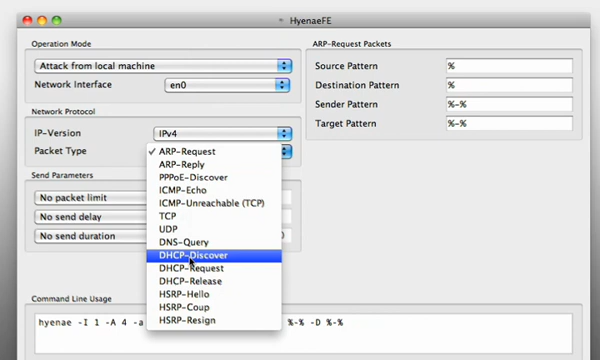 HyenaeFE
Operation Mode
Attack from local machine
Network Interface
en0
Network Protocol
IP-Version
IPv4
Packet Type
✓ ARP-Request
ARP-Reply
PPPoE-Discover
ICMP-Echo
ICMP-Unreachable (TCP)
TCP
UDP
DNS-Query
DHCP-Discover
DHCP-Request
DHCP-Release
HSRP-Hello
HSRP-Coup
HSRP-Resign
Send Parameters
No packet limit
No send delay
No send duration
0
ARP-Request Packets
Source Pattern
%
Destination Pattern
%
Sender Pattern
%-%
Target Pattern
%-%
Command Line Usage
hyenae -I 1 -A 4 -a %-% -D %-%